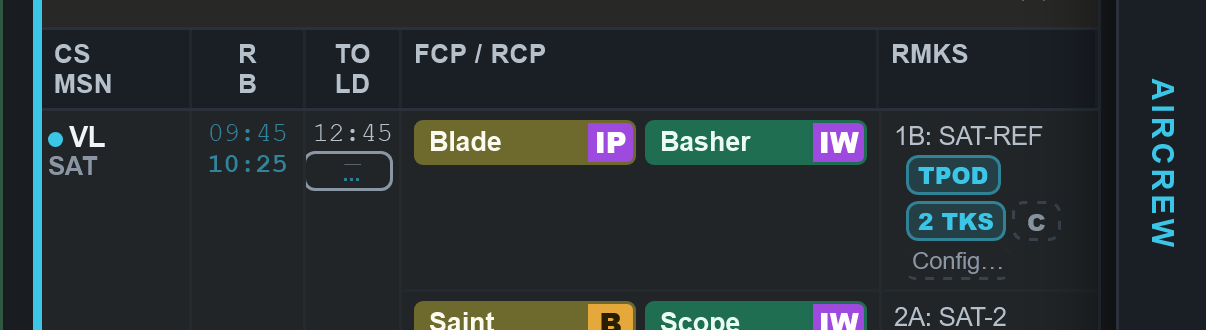 CS
MSN
R
B
TO
LD
FCP / RCP
RMKS
VL
SAT
09:45
10:25
12:45
—
...
Blade IP
Basher IW
1B: SAT-REF
TPOD
2 TKS C
Config...
Saint B
Scope IW
2A: SAT-2
AIRCREW